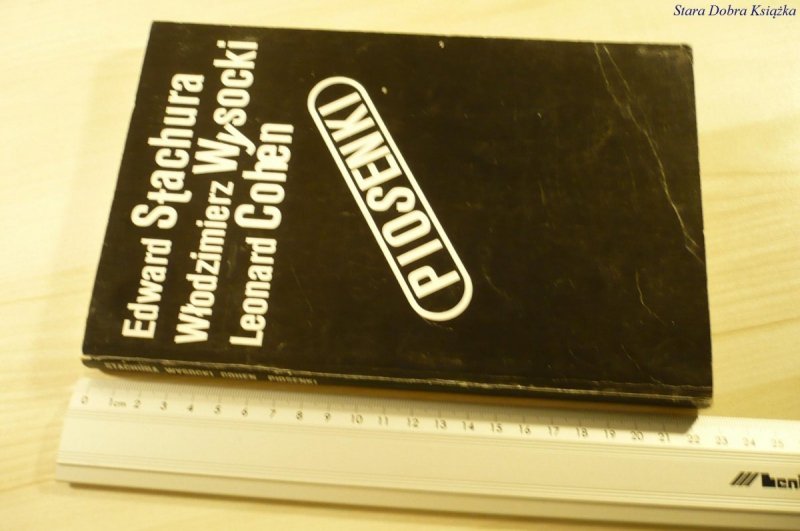 Stara Dobra Książka
Edward Stachura
Włodzimierz Wysocki
Leonard Cohen
PIOSENKI
STACHURA WYSOCKI COHEN PIOSENKI
0 1cm 2 3 4 5 6 7 8 9 10 11 12 13 14 15 16 17 18 19 20 21 22 23 24 25